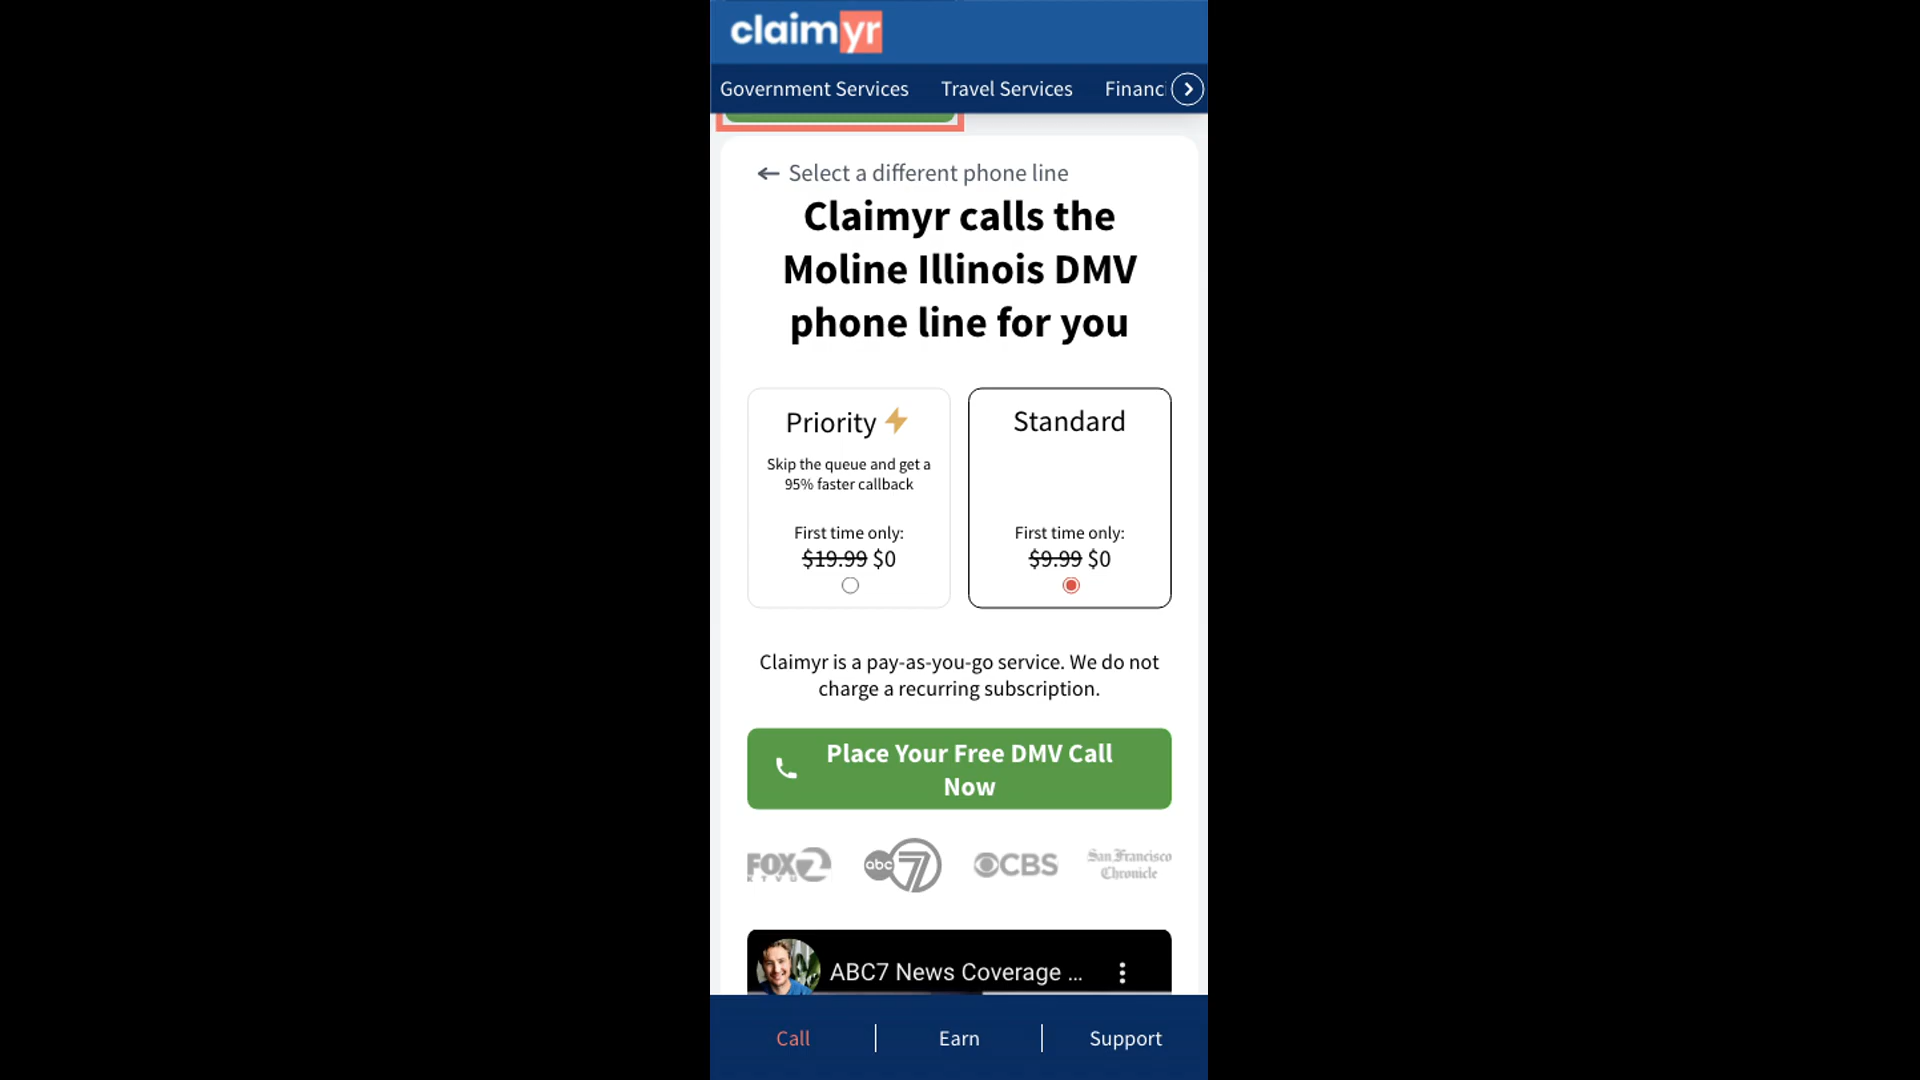 claimyr
Government Services Travel Services Financ
Select a different phone line
Claimyr calls the
Moline Illinois DMV
phone line for you
Priority
Skip the queue and get a
95% faster callback
First time only:
$19.99 $0
Standard
First time only:
$9.99 $0
Claimyr is a pay-as-you-go service. We do not
charge a recurring subscription.
Place Your Free DMV Call
Now
FOX 2
KTVU
abc 7
CBS
San Francisco
Chronicle
ABC7 News Coverage ...
Call Earn Support